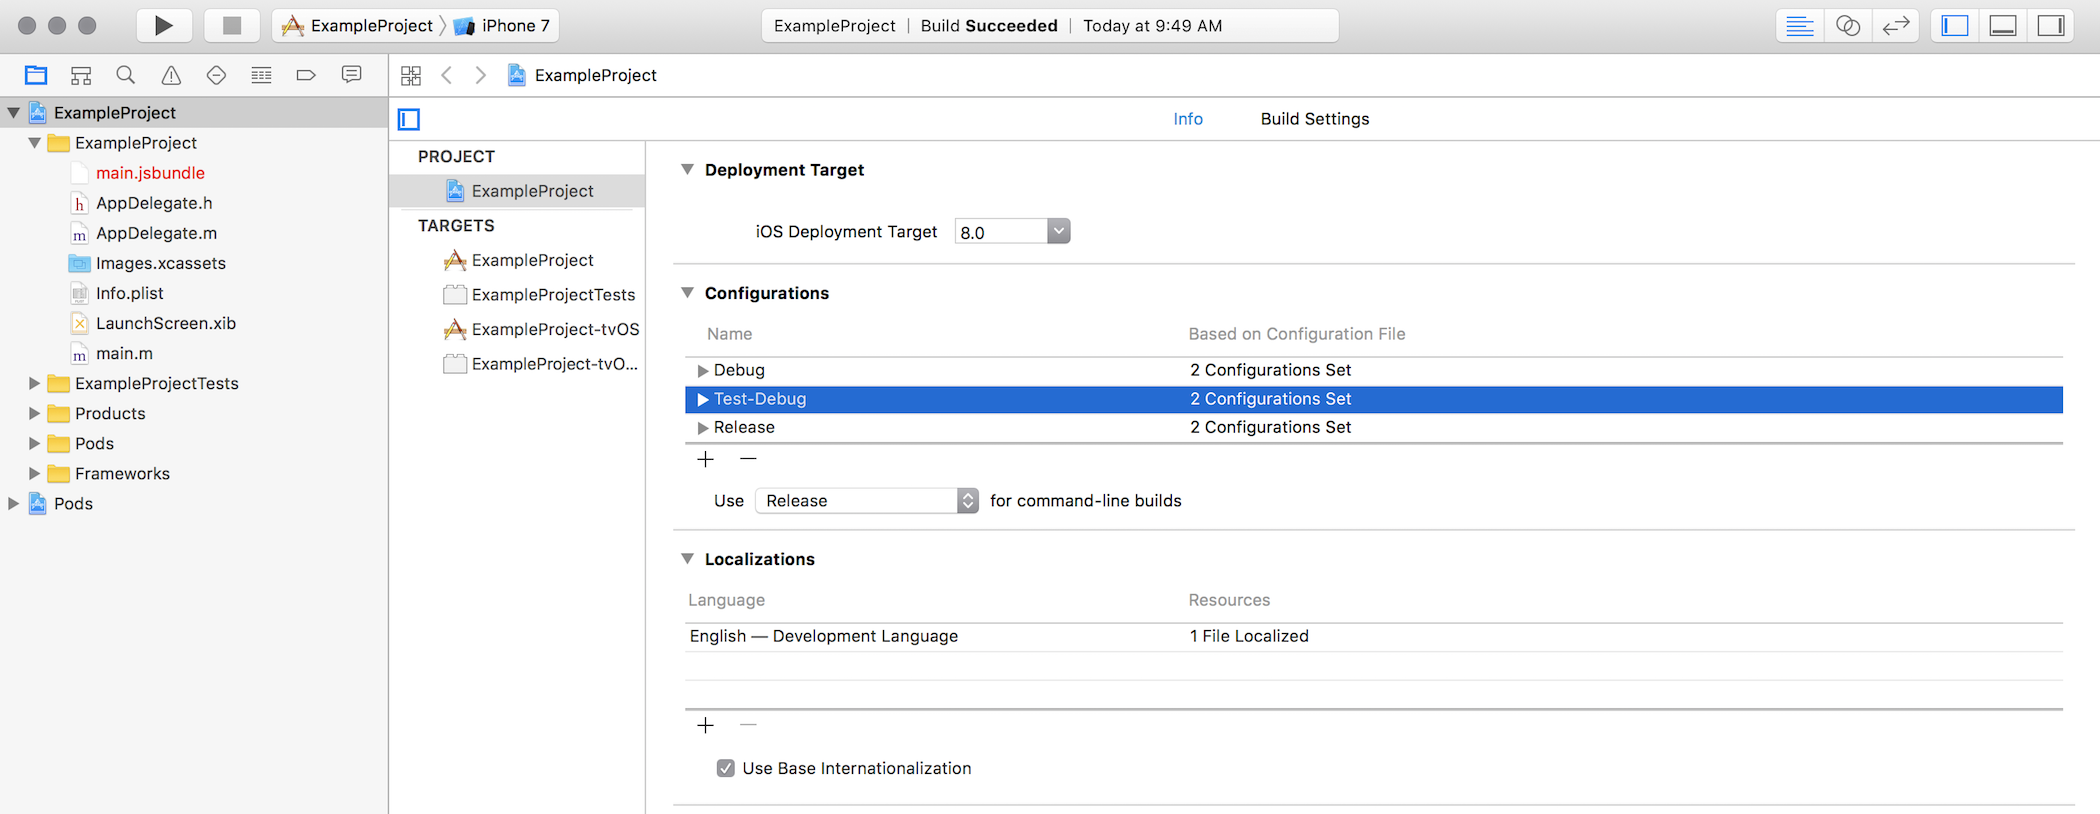 ExampleProject iPhone 7
ExampleProject | Build Succeeded | Today at 9:49 AM
ExampleProject
ExampleProject
ExampleProject
main.jsbundle
h AppDelegate.h
m AppDelegate.m
Images.xcassets
Info.plist
LaunchScreen.xib
m main.m
ExampleProjectTests
Products
Pods
Frameworks
Pods
Info Build Settings
PROJECT
ExampleProject
TARGETS
ExampleProject
ExampleProjectTests
ExampleProject-tvOS
ExampleProject-tvO...
Deployment Target
iOS Deployment Target 8.0
Configurations
Name Based on Configuration File
Debug 2 Configurations Set
Test-Debug 2 Configurations Set
Release 2 Configurations Set
+ —
Use Release for command-line builds
Localizations
Language Resources
English — Development Language 1 File Localized
+ —
Use Base Internationalization